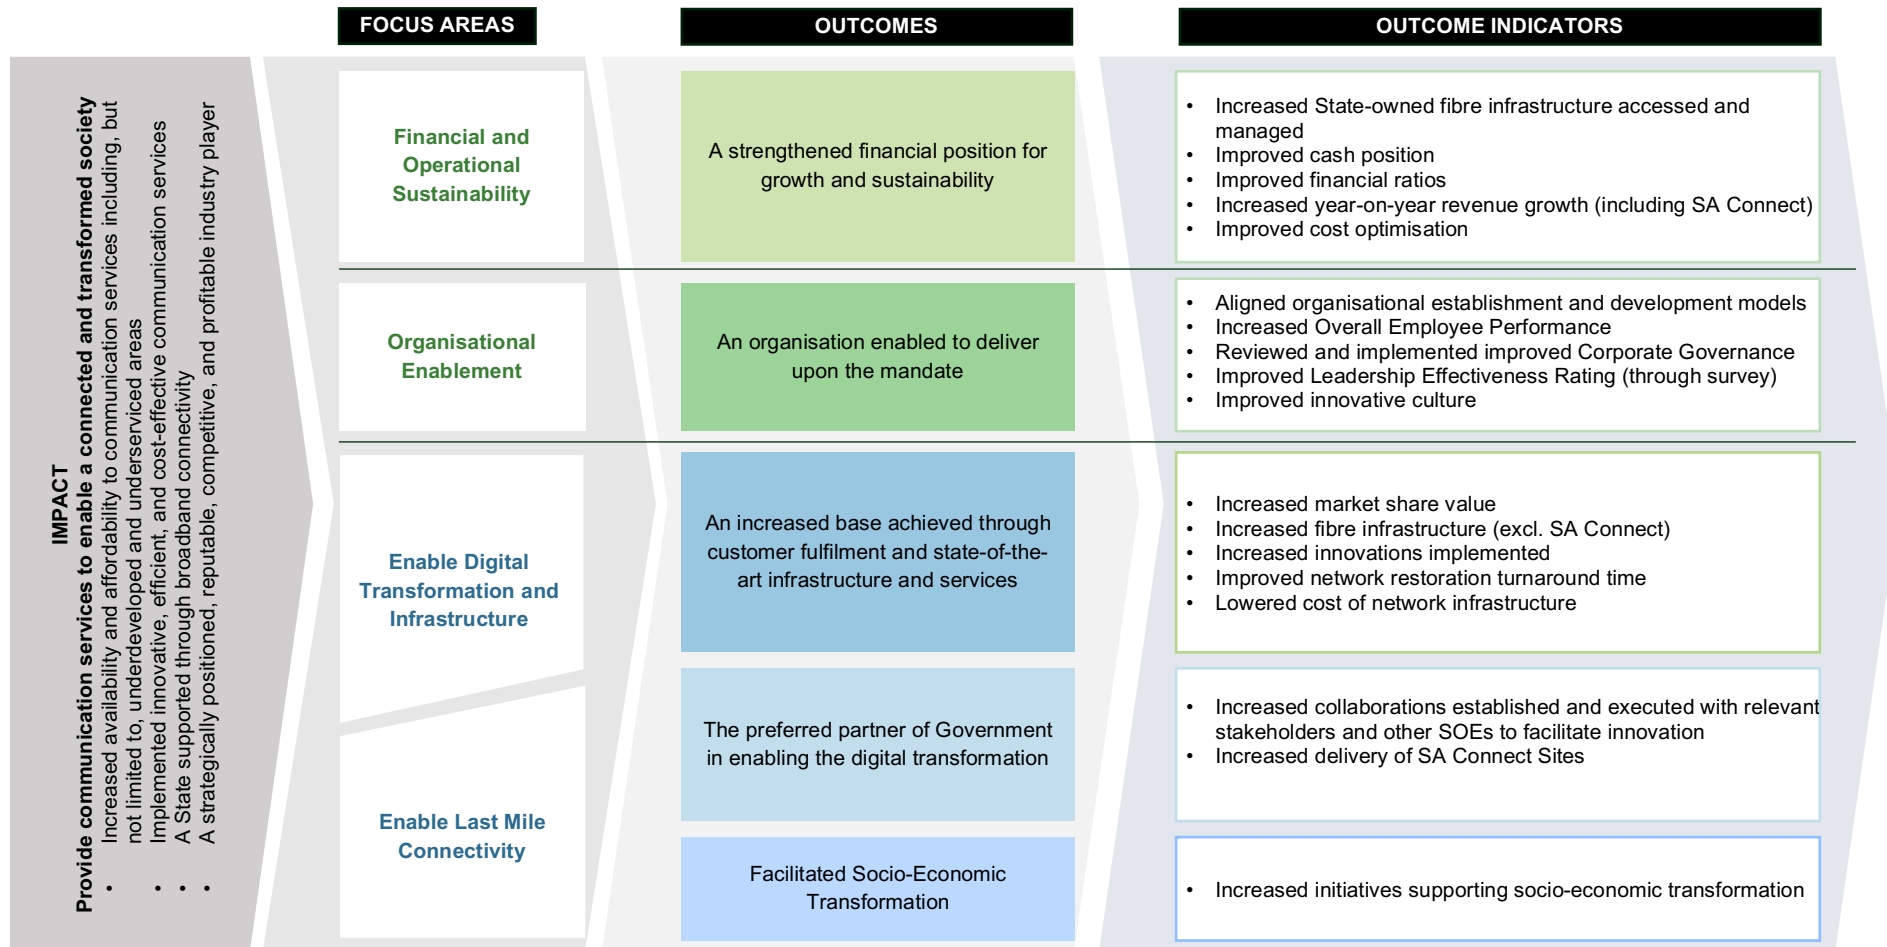 FOCUS AREAS
OUTCOMES
OUTCOME INDICATORS
IMPACT
Provide communication services to enable a connected and transformed society
• Increased availability and affordability to communication services including, but
not limited to, underdeveloped and underserviced areas
• Implemented innovative, efficient, and cost-effective communication services
• A State supported through broadband connectivity
• A strategically positioned, reputable, competitive, and profitable industry player
Financial and
Operational
Sustainability
A strengthened financial position for
growth and sustainability
• Increased State-owned fibre infrastructure accessed and
managed
• Improved cash position
• Improved financial ratios
• Increased year-on-year revenue growth (including SA Connect)
• Improved cost optimisation
Organisational
Enablement
An organisation enabled to deliver
upon the mandate
• Aligned organisational establishment and development models
• Increased Overall Employee Performance
• Reviewed and implemented improved Corporate Governance
• Improved Leadership Effectiveness Rating (through survey)
• Improved innovative culture
Enable Digital
Transformation and
Infrastructure
An increased base achieved through
customer fulfilment and state-of-the-
art infrastructure and services
• Increased market share value
• Increased fibre infrastructure (excl. SA Connect)
• Increased innovations implemented
• Improved network restoration turnaround time
• Lowered cost of network infrastructure
The preferred partner of Government
in enabling the digital transformation
• Increased collaborations established and executed with relevant
stakeholders and other SOEs to facilitate innovation
• Increased delivery of SA Connect Sites
Enable Last Mile
Connectivity
Facilitated Socio-Economic
Transformation
• Increased initiatives supporting socio-economic transformation